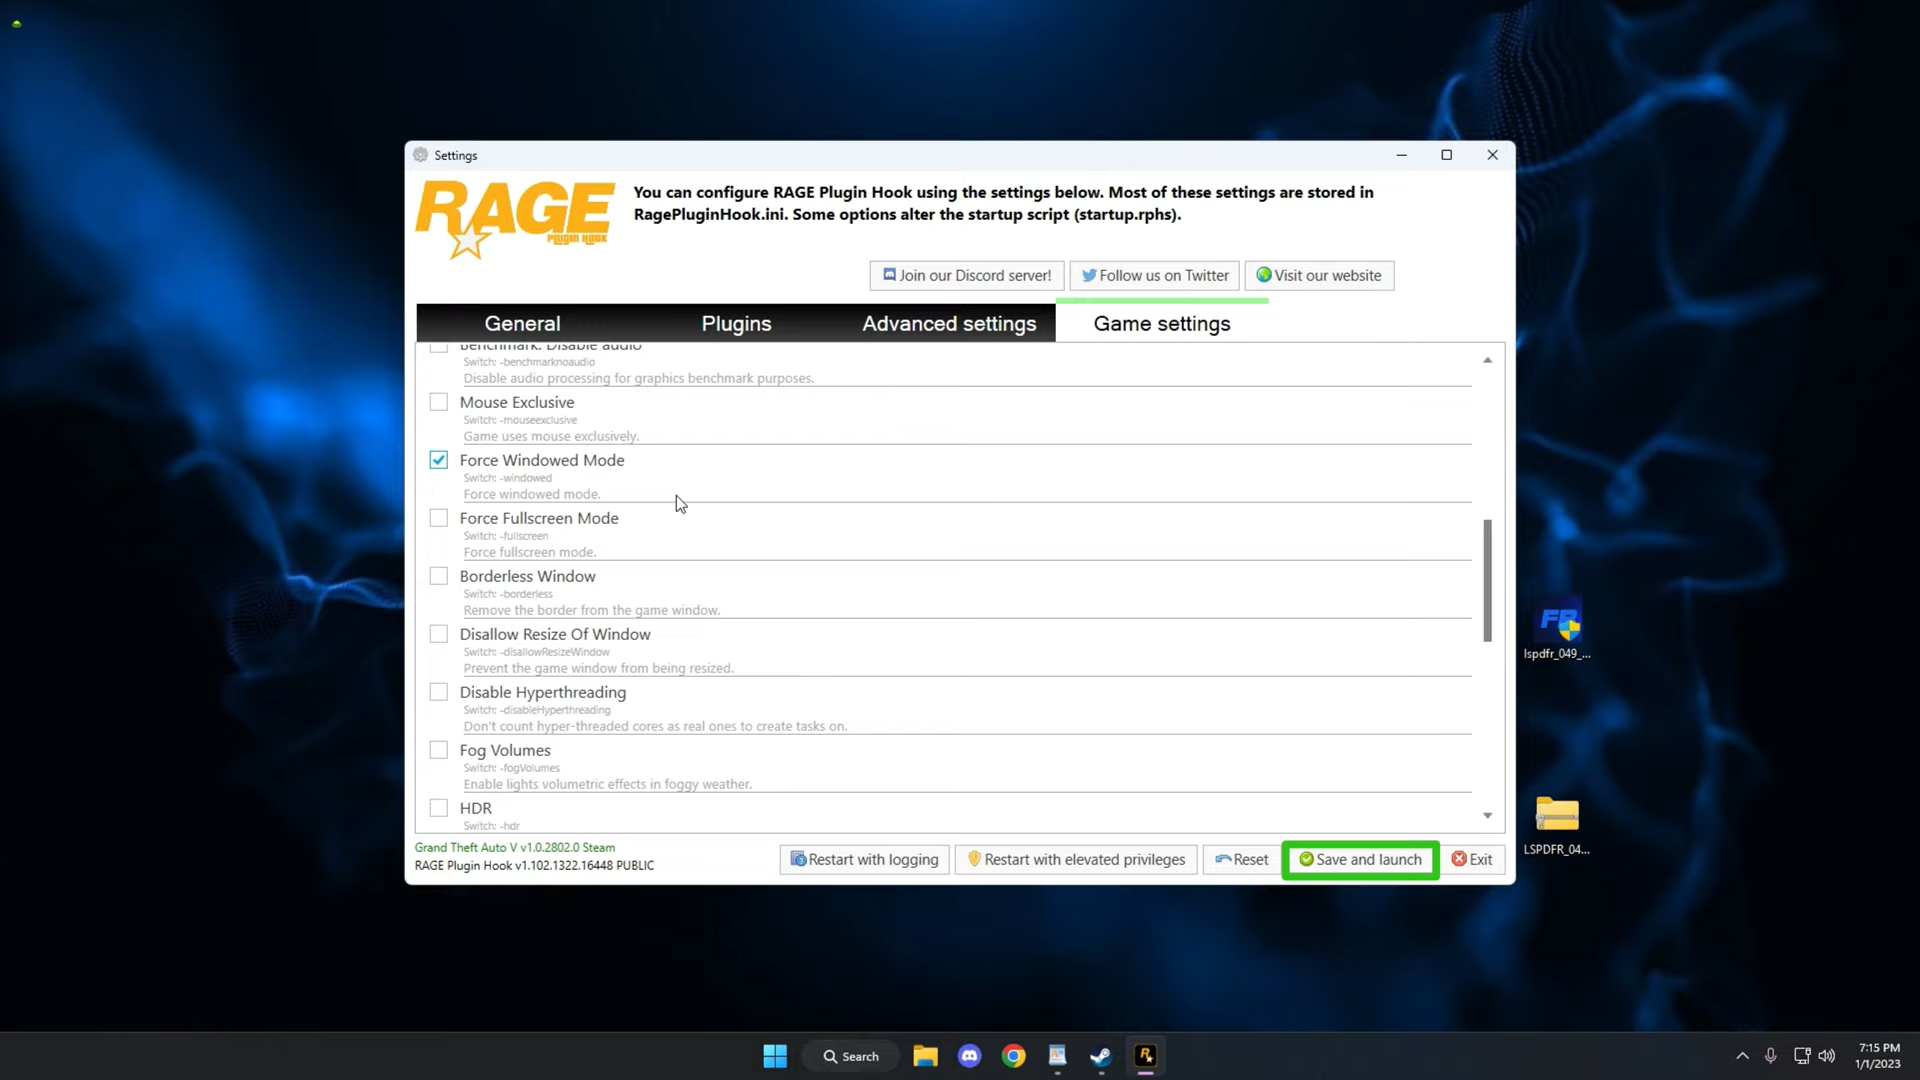 Settings
RAGE
PLUGIN HOOK
You can configure RAGE Plugin Hook using the settings below. Most of these settings are stored in
RagePluginHook.ini. Some options alter the startup script (startup.rphs).
Join our Discord server!
Follow us on Twitter
Visit our website
General
Plugins
Advanced settings
Game settings
Benchmark: Disable audio
Switch: -benchmarknoaudio
Disable audio processing for graphics benchmark purposes.
Mouse Exclusive
Switch: -mouseexclusive
Game uses mouse exclusively.
Force Windowed Mode
Switch: -windowed
Force windowed mode.
Force Fullscreen Mode
Switch: -fullscreen
Force fullscreen mode.
Borderless Window
Switch: -borderless
Remove the border from the game window.
Disallow Resize Of Window
Switch: -disallowResizeWindow
Prevent the game window from being resized.
Disable Hyperthreading
Switch: -disableHyperthreading
Don't count hyper-threaded cores as real ones to create tasks on.
Fog Volumes
Switch: -fogVolumes
Enable lights volumetric effects in foggy weather.
HDR
Switch: -hdr
Grand Theft Auto V v1.0.2802.0 Steam
RAGE Plugin Hook v1.102.1322.16448 PUBLIC
Restart with logging
Restart with elevated privileges
Reset
Save and launch
Exit
FR
lspdfr_049_...
LSPDFR_04...
Search
7:15 PM
1/1/2023